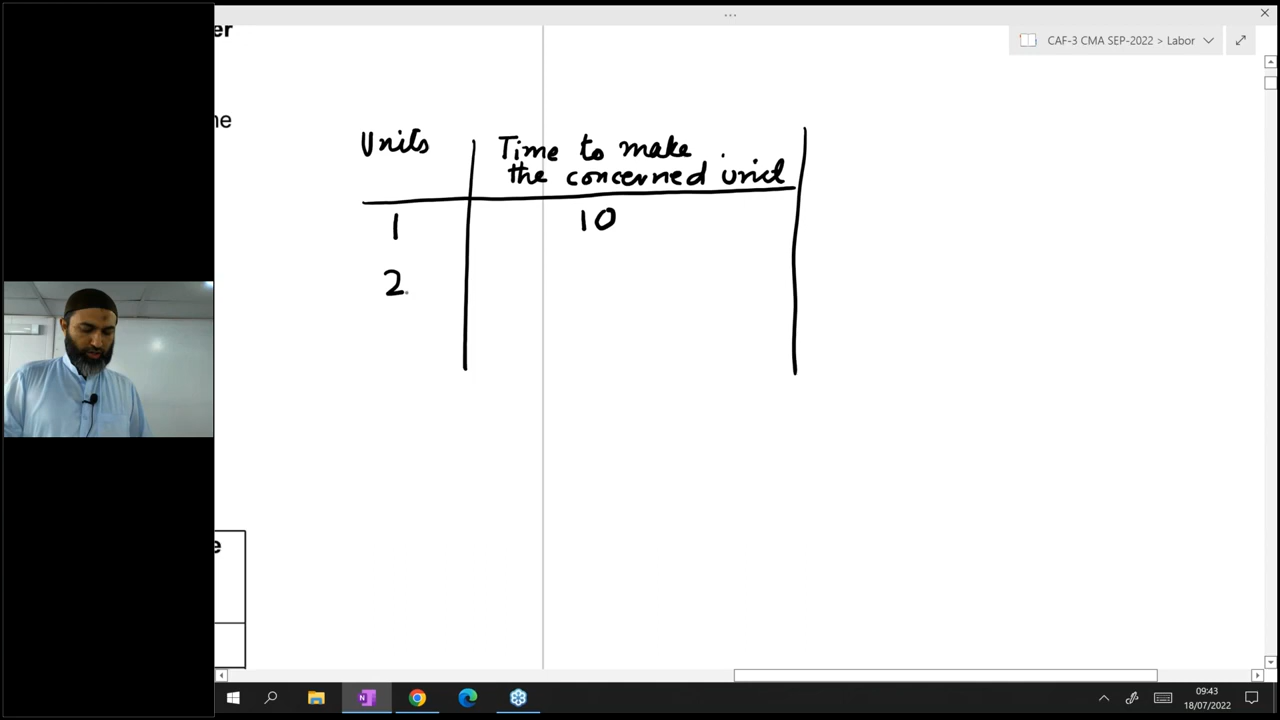 er
CAF-3 CMA SEP-2022 > Labor
ne
Units
Time to make
the concerned unit
1
10
2
e
09:43
18/07/2022